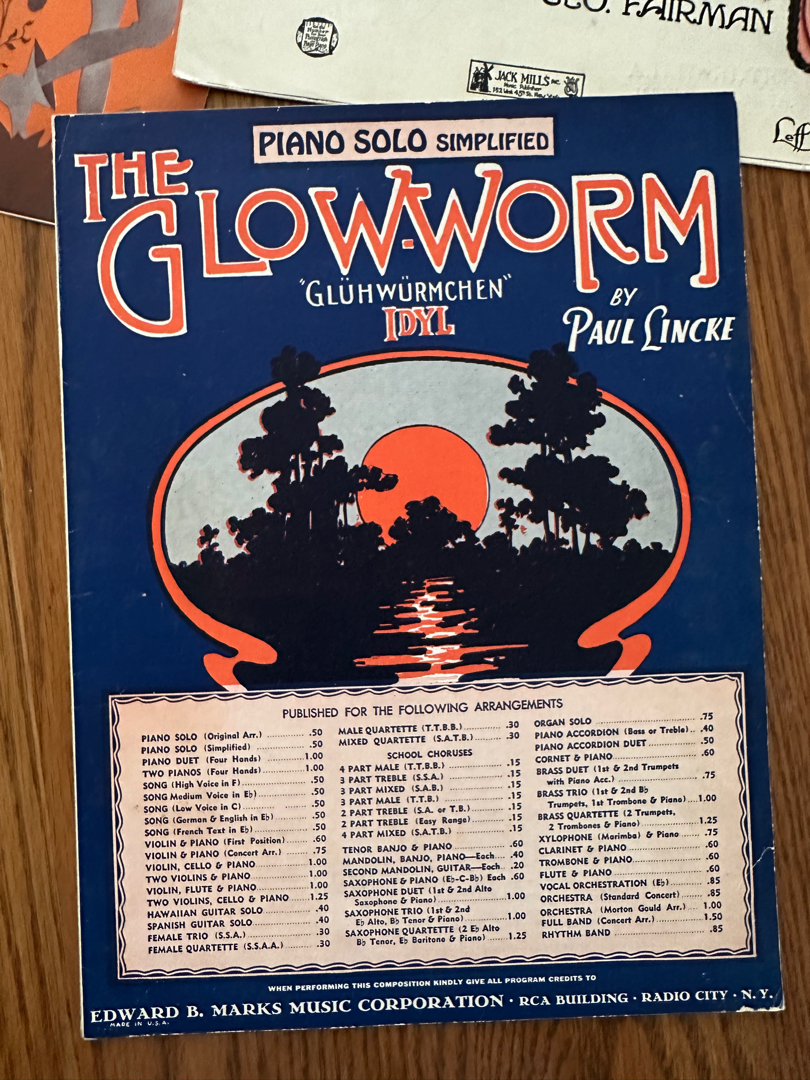 GEO. FAIRMAN
JACK MILLS INC.
Music Publisher
152 West 45th St. New York
Leff
PIANO SOLO SIMPLIFIED
THE
GLOW-WORM
"GLÜHWÜRMCHEN"
IDYL
BY
PAUL LINCKE
PUBLISHED FOR THE FOLLOWING ARRANGEMENTS
PIANO SOLO (Original Arr.) .50
PIANO SOLO (Simplified) .50
PIANO DUET (Four Hands) 1.00
TWO PIANOS (Four Hands) 1.00
SONG (High Voice in F) .50
SONG Medium Voice in E♭) .50
SONG (Low Voice in C) .50
SONG (German & English in E♭) .50
SONG (French Text in E♭) .50
VIOLIN & PIANO (First Position) .60
VIOLIN & PIANO (Concert Arr.) .75
VIOLIN, CELLO & PIANO 1.00
TWO VIOLINS & PIANO 1.00
VIOLIN, FLUTE & PIANO 1.00
TWO VIOLINS, CELLO & PIANO 1.25
HAWAIIAN GUITAR SOLO .40
SPANISH GUITAR SOLO .40
FEMALE TRIO (S.S.A.) .30
FEMALE QUARTETTE (S.S.A.A.) .30
MALE QUARTETTE (T.T.B.B.) .30
MIXED QUARTETTE (S.A.T.B.) .30
SCHOOL CHORUSES
4 PART MALE (T.T.B.B.) .15
3 PART TREBLE (S.S.A.) .15
3 PART MIXED (S.A.B.) .15
3 PART MALE (T.T.B.) .15
2 PART TREBLE (S.A. or T.B.) .15
2 PART TREBLE (Easy Range) .15
4 PART MIXED (S.A.T.B.) .15
TENOR BANJO & PIANO .60
MANDOLIN, BANJO, PIANO—Each .40
SECOND MANDOLIN, GUITAR—Each .20
SAXOPHONE & PIANO (E♭-C-B♭) Each .60
SAXOPHONE DUET (1st & 2nd Alto
Saxophone & Piano) 1.00
SAXOPHONE TRIO (1st & 2nd
E♭ Alto, B♭ Tenor & Piano) 1.00
SAXOPHONE QUARTETTE (2 E♭ Alto
B♭ Tenor, E♭ Baritone & Piano) 1.25
ORGAN SOLO .75
PIANO ACCORDION (Bass or Treble) .40
PIANO ACCORDION DUET .50
CORNET & PIANO .60
BRASS DUET (1st & 2nd Trumpets
with Piano Acc.) .75
BRASS TRIO (1st & 2nd B♭
Trumpets, 1st Trombone & Piano) 1.00
BRASS QUARTETTE (2 Trumpets,
2 Trombones & Piano) 1.25
XYLOPHONE (Marimba) & Piano .75
CLARINET & PIANO .60
TROMBONE & PIANO .60
FLUTE & PIANO .60
VOCAL ORCHESTRATION (E♭) .85
ORCHESTRA (Standard Concert) .85
ORCHESTRA (Morton Gould Arr.) 1.00
FULL BAND (Concert Arr.) 1.50
RHYTHM BAND .85
WHEN PERFORMING THIS COMPOSITION KINDLY GIVE ALL PROGRAM CREDITS TO
EDWARD B. MARKS MUSIC CORPORATION · RCA BUILDING · RADIO CITY · N. Y.
MADE IN U.S.A.